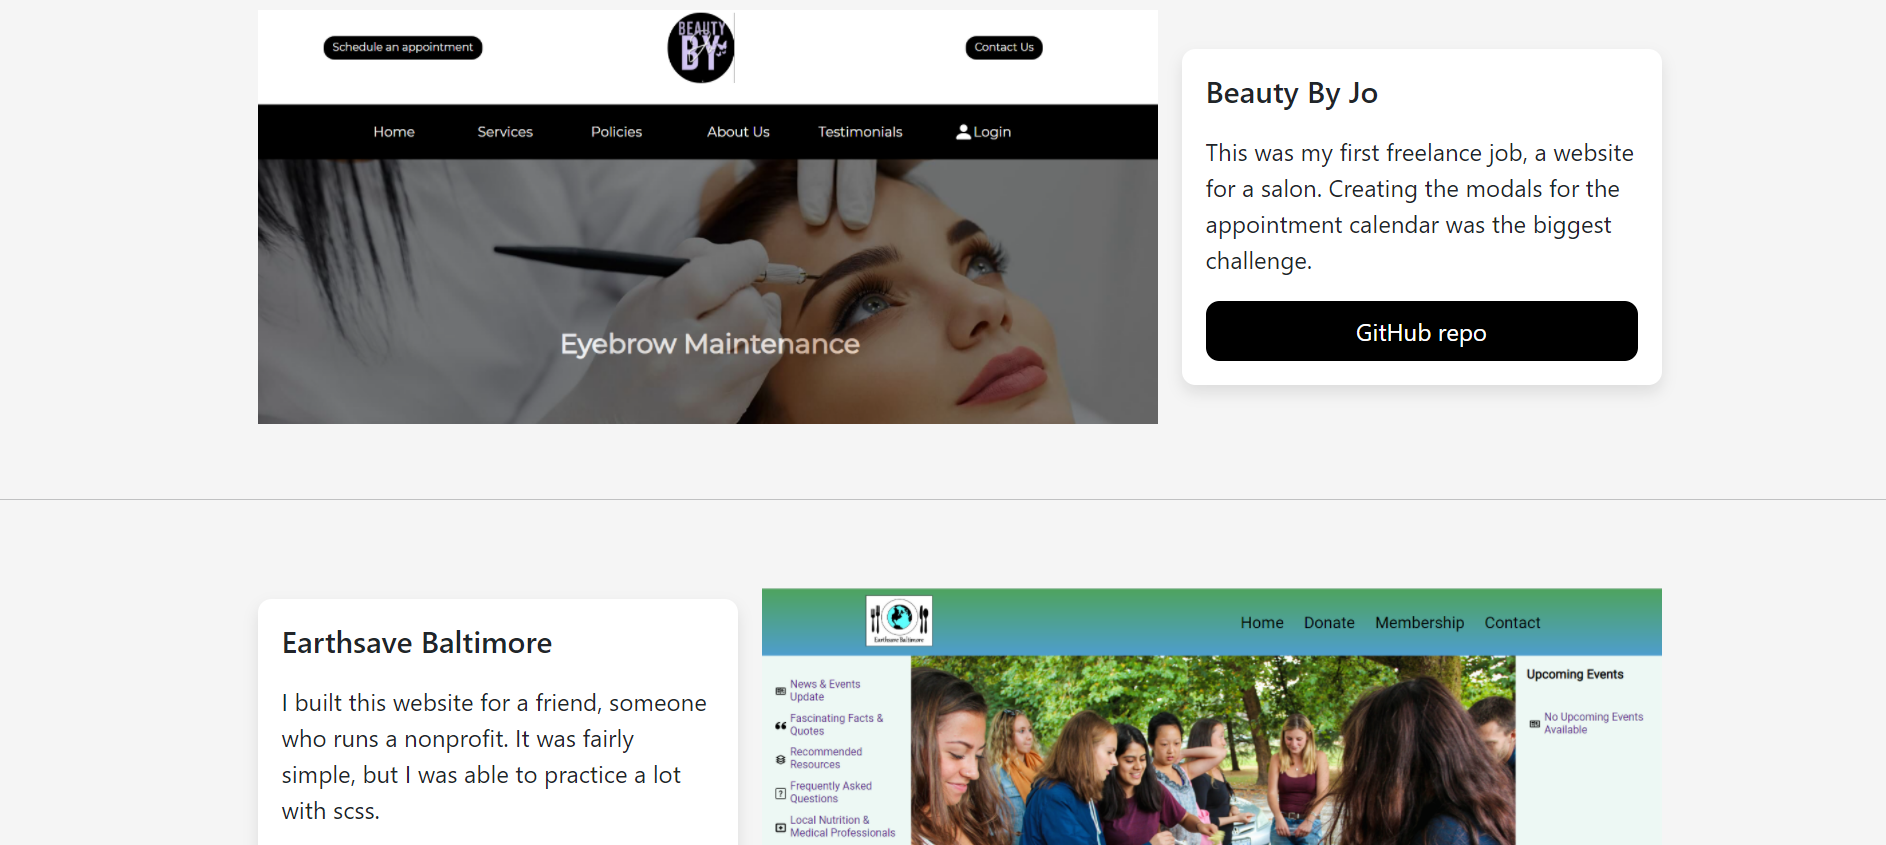 Schedule an appointment
BEAUTY
BY
Contact Us
Home Services Policies About Us Testimonials Login
Eyebrow Maintenance
Beauty By Jo
This was my first freelance job, a website
for a salon. Creating the modals for the
appointment calendar was the biggest
challenge.
GitHub repo
Earthsave Baltimore
I built this website for a friend, someone
who runs a nonprofit. It was fairly
simple, but I was able to practice a lot
with scss.
Earthsave Baltimore
Home Donate Membership Contact
News & Events
Update
Fascinating Facts &
Quotes
Recommended
Resources
Frequently Asked
Questions
Local Nutrition &
Medical Professionals
Upcoming Events
No Upcoming Events
Available